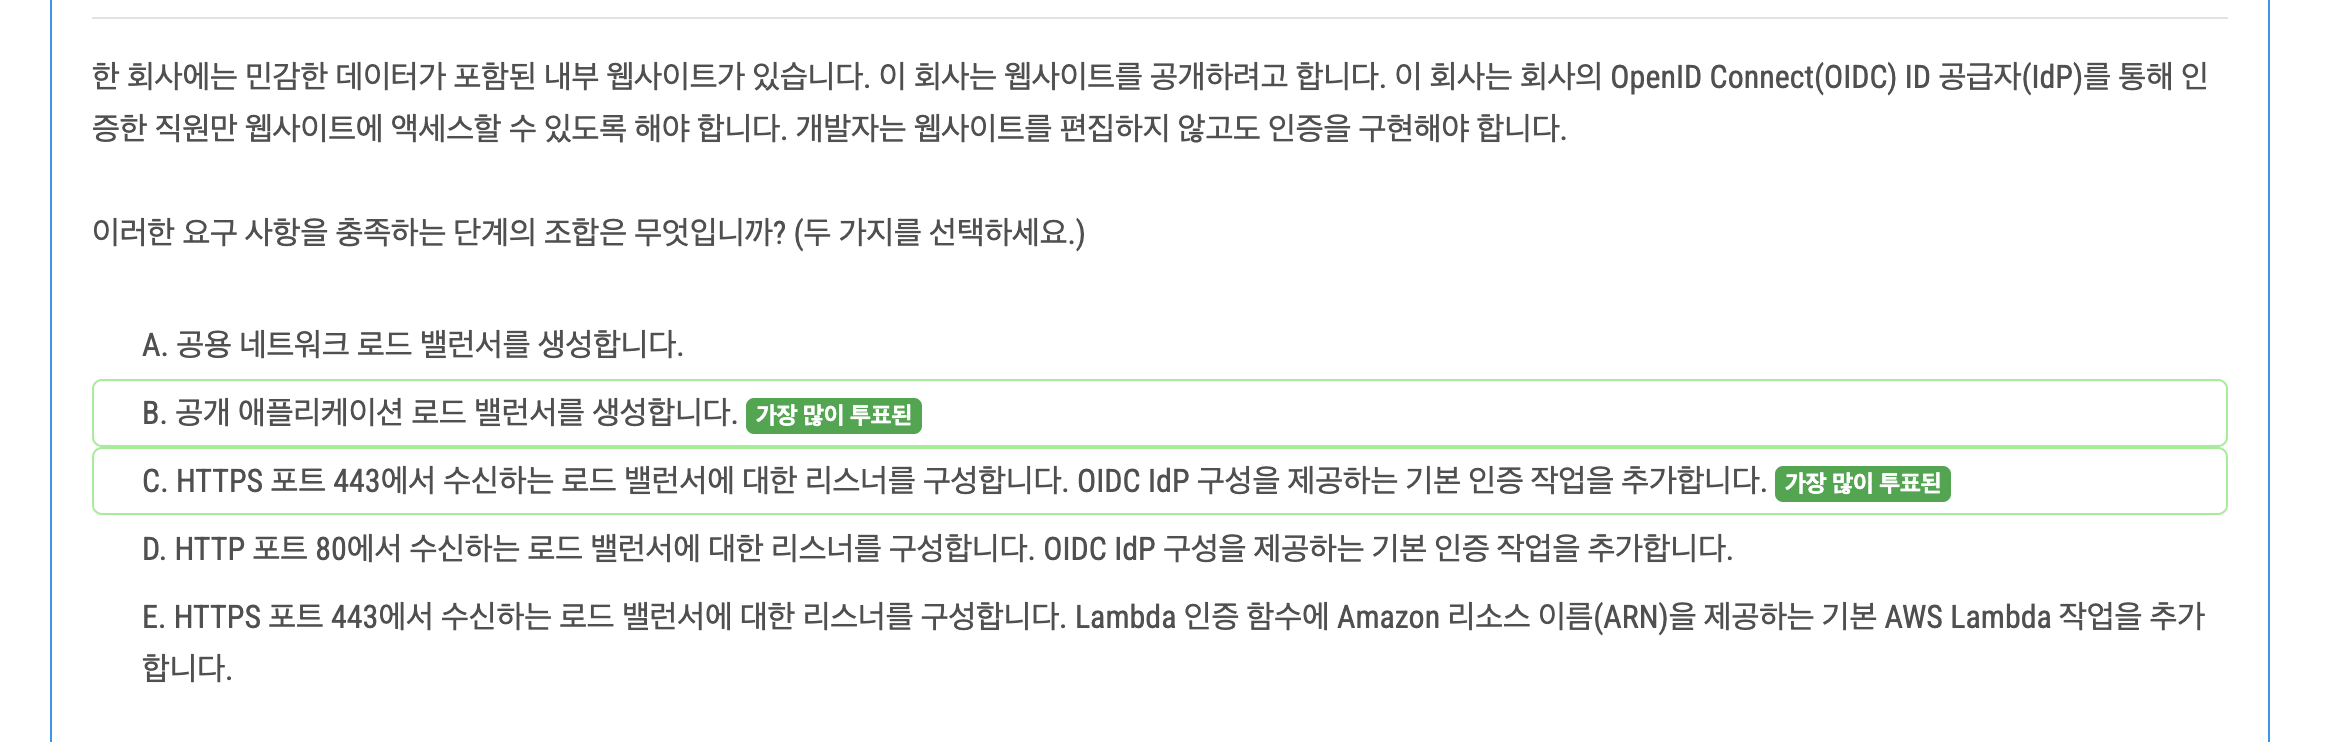 한 회사에는 민감한 데이터가 포함된 내부 웹사이트가 있습니다. 이 회사는 웹사이트를 공개하려고 합니다. 이 회사는 회사의 OpenID Connect(OIDC) ID 공급자(IdP)를 통해 인
증한 직원만 웹사이트에 액세스할 수 있도록 해야 합니다. 개발자는 웹사이트를 편집하지 않고도 인증을 구현해야 합니다.
이러한 요구 사항을 충족하는 단계의 조합은 무엇입니까? (두 가지를 선택하세요.)
A. 공용 네트워크 로드 밸런서를 생성합니다.
B. 공개 애플리케이션 로드 밸런서를 생성합니다. 가장 많이 투표된
C. HTTPS 포트 443에서 수신하는 로드 밸런서에 대한 리스너를 구성합니다. OIDC IdP 구성을 제공하는 기본 인증 작업을 추가합니다. 가장 많이 투표된
D. HTTP 포트 80에서 수신하는 로드 밸런서에 대한 리스너를 구성합니다. OIDC IdP 구성을 제공하는 기본 인증 작업을 추가합니다.
E. HTTPS 포트 443에서 수신하는 로드 밸런서에 대한 리스너를 구성합니다. Lambda 인증 함수에 Amazon 리소스 이름(ARN)을 제공하는 기본 AWS Lambda 작업을 추가
합니다.